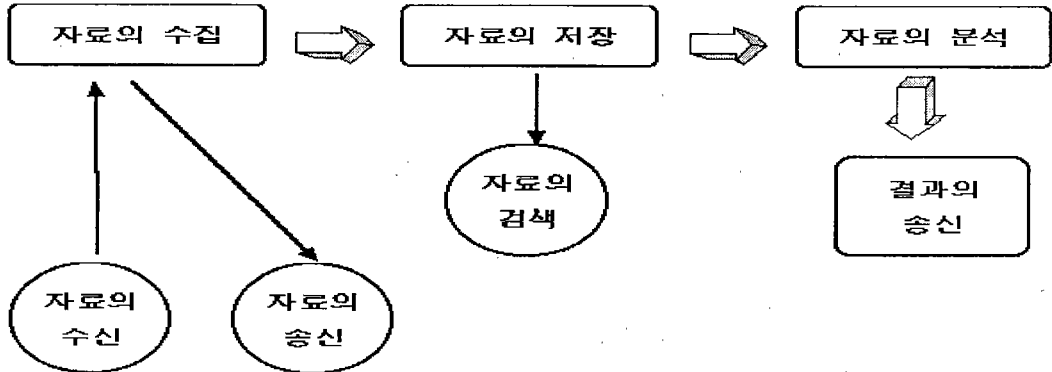 자료의 수집
자료의 저장
자료의 분석
자료의
검색
결과의
송신
자료의
수신
자료의
송신